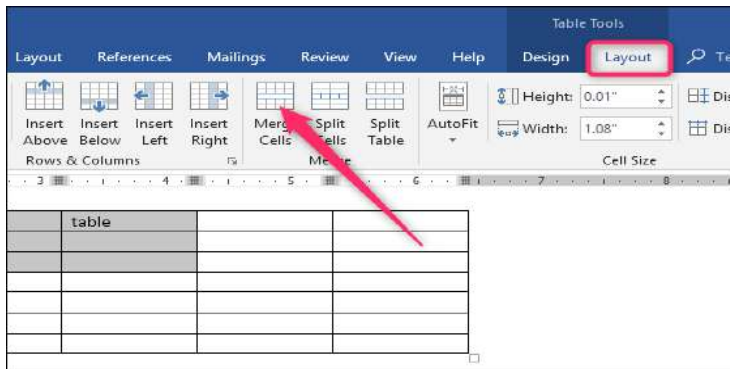 Table Tools
Layout References Mailings Review View Help Design Layout
Insert Above
Insert Below
Insert Left
Insert Right
Merge Cells
Split Cells
Split Table
AutoFit
Height: 0.01"
Width: 1.08"
Rows & Columns
Merge
Cell Size
3 4 5 6 7 8
table